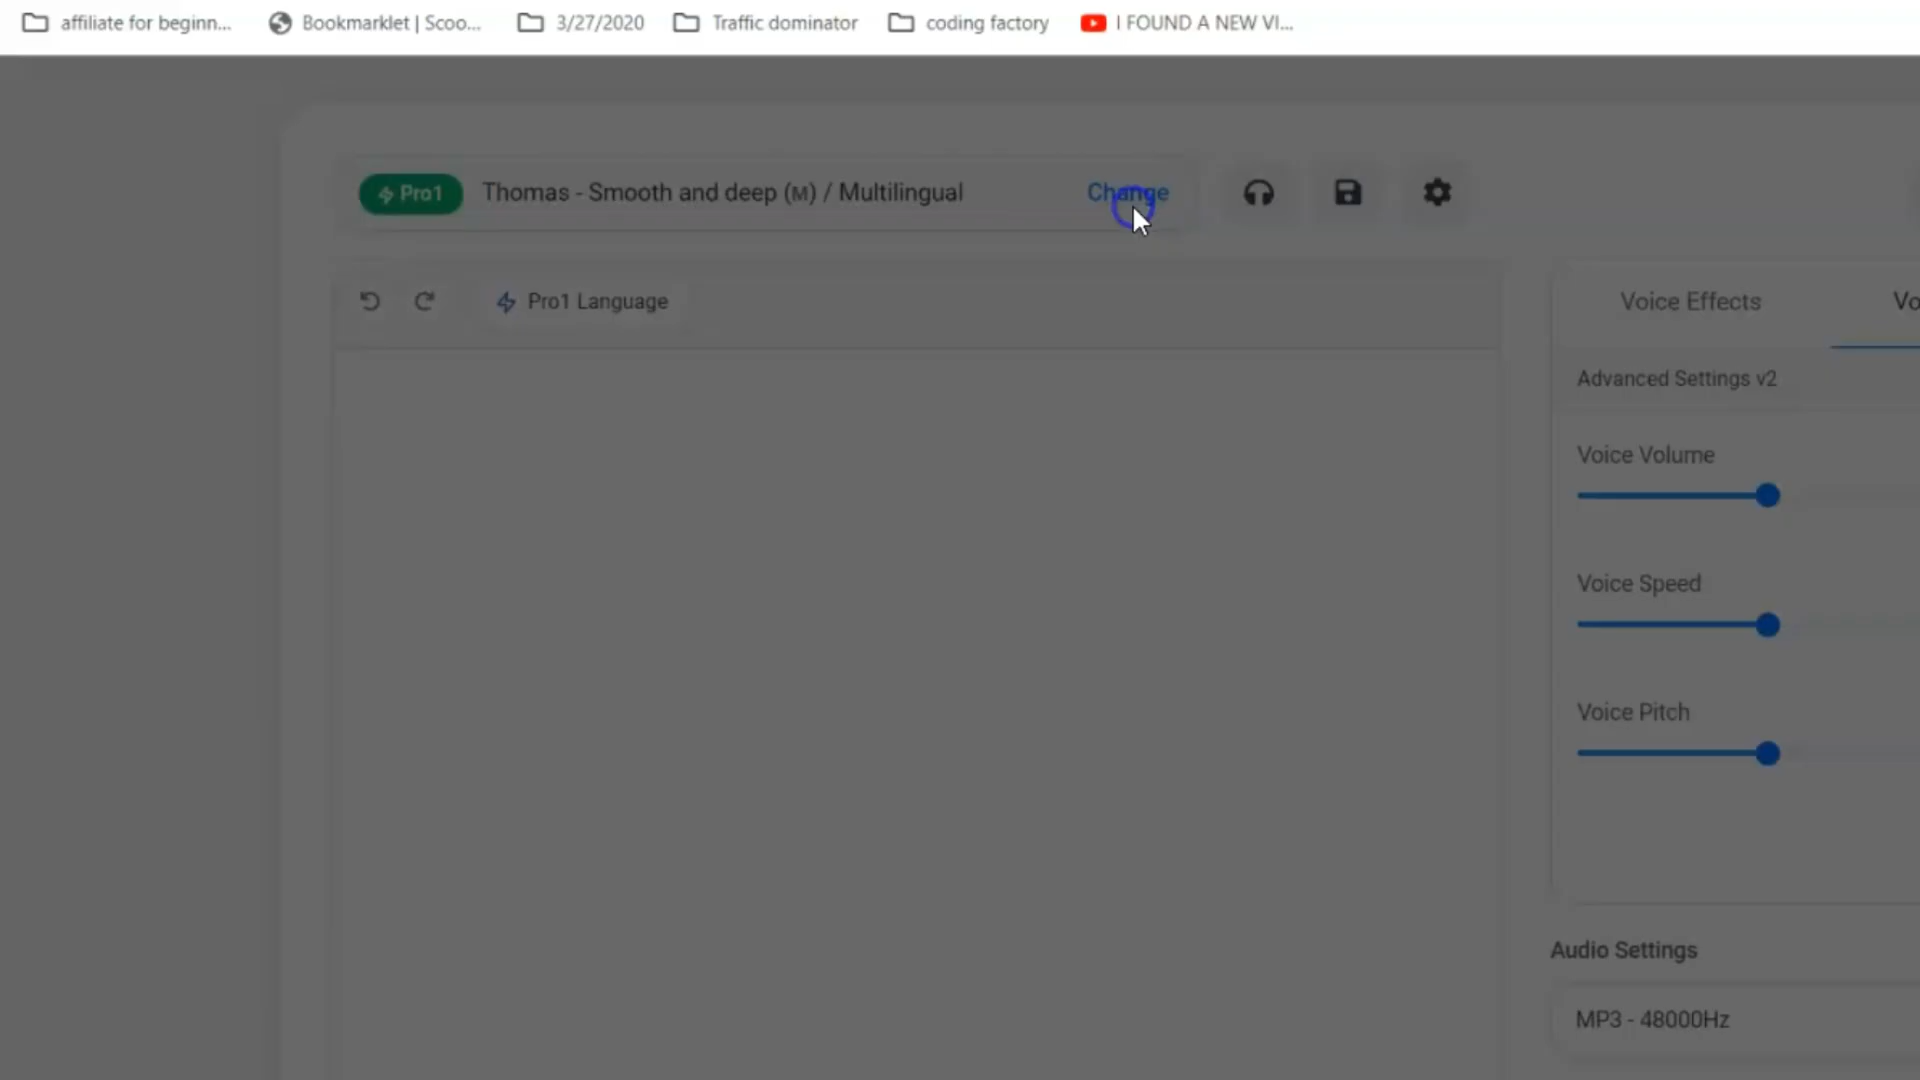 affiliate for beginn... Bookmarklet | Scoo... 3/27/2020 Traffic dominator coding factory I FOUND A NEW VI...
Pro1 Thomas - Smooth and deep (M) / Multilingual Change
Pro1 Language
Voice Effects Vo
Advanced Settings v2
Voice Volume
Voice Speed
Voice Pitch
Audio Settings
MP3 - 48000Hz